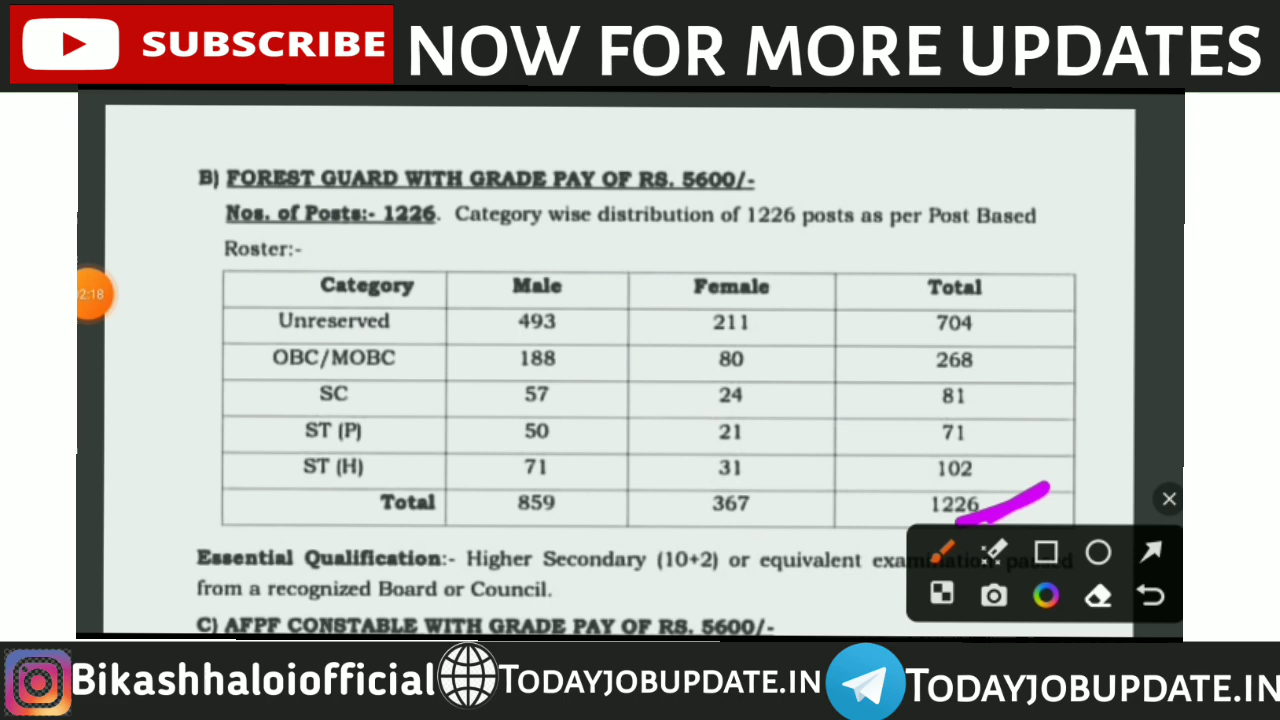 SUBSCRIBE NOW FOR MORE UPDATES
B) FOREST GUARD WITH GRADE PAY OF RS. 5600/-
Nos. of Posts:- 1226. Category wise distribution of 1226 posts as per Post Based
Roster:-
Category Male Female Total
Unreserved 493 211 704
OBC/MOBC 188 80 268
SC 57 24 81
ST (P) 50 21 71
ST (H) 71 31 102
Total 859 367 1226
02:18
Essential Qualification:- Higher Secondary (10+2) or equivalent examination passed
from a recognized Board or Council.
C) AFPF CONSTABLE WITH GRADE PAY OF RS. 5600/-
Bikashhaloiofficial TODAYJOBUPDATE.IN TODAYJOBUPDATE.IN